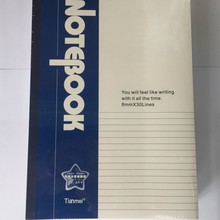 NOTEBOOK
You will feel like writing
with it all the time.
8mmX30Lines
Tianmei